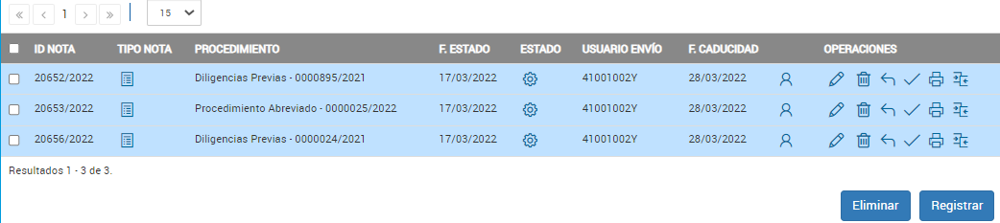 « ‹ 1 › » 15
ID NOTA TIPO NOTA PROCEDIMIENTO F. ESTADO ESTADO USUARIO ENVÍO F. CADUCIDAD OPERACIONES
20652/2022 Diligencias Previas - 0000895/2021 17/03/2022 41001002Y 28/03/2022
20653/2022 Procedimiento Abreviado - 0000025/2022 17/03/2022 41001002Y 28/03/2022
20656/2022 Diligencias Previas - 0000024/2021 17/03/2022 41001002Y 28/03/2022
Resultados 1 - 3 de 3.
Eliminar Registrar